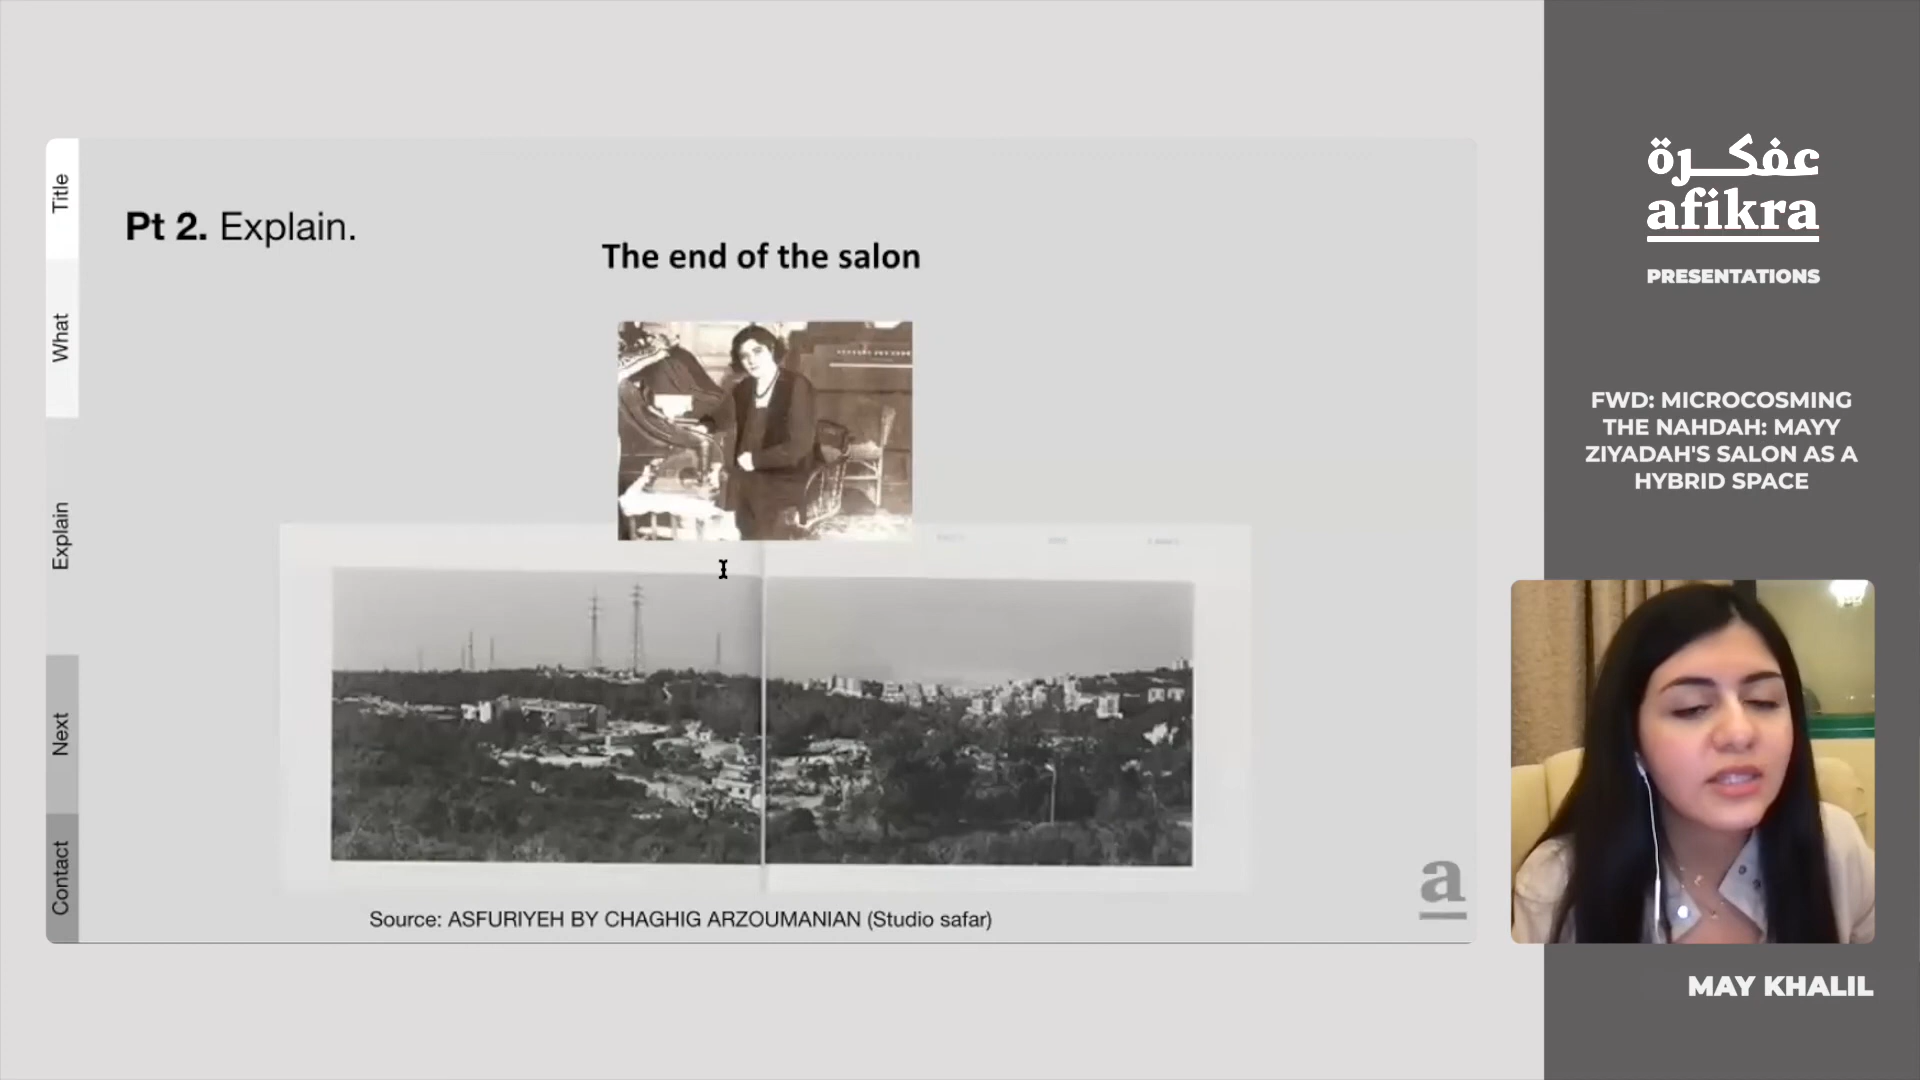 Title
What
Explain
Next
Contact
Pt 2. Explain.
The end of the salon
Source: ASFURIYEH BY CHAGHIG ARZOUMANIAN (Studio safar)
a
عفكرة
afikra
PRESENTATIONS
FWD: MICROCOSMING
THE NAHDAH: MAYY
ZIYADAH'S SALON AS A
HYBRID SPACE
MAY KHALIL